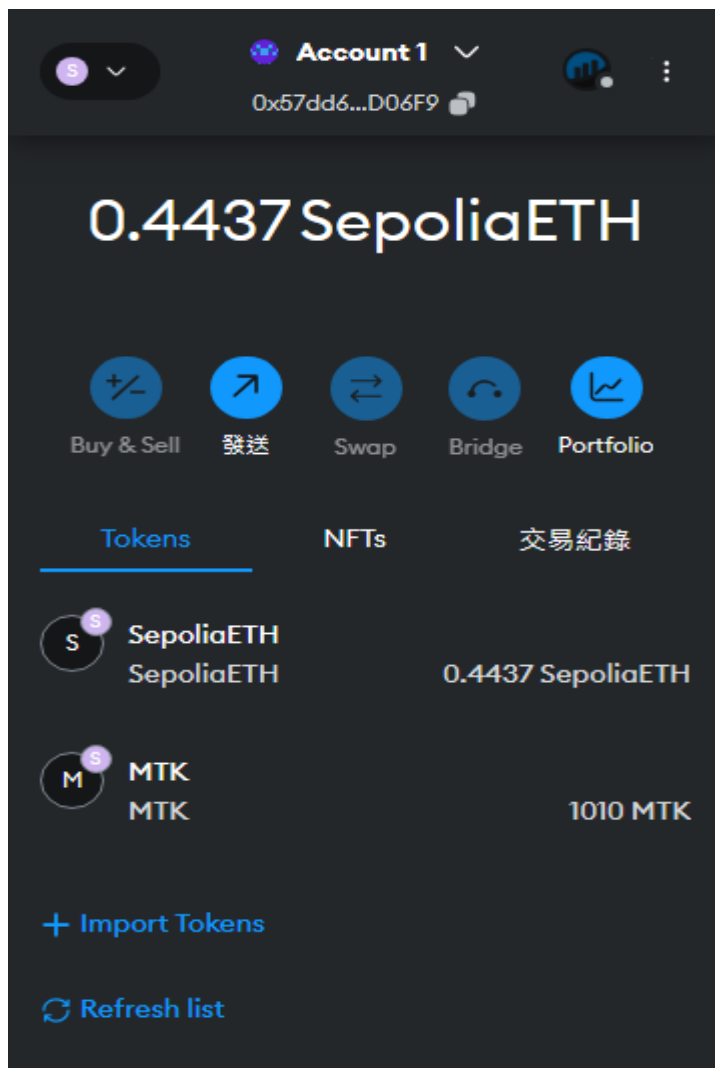 S
Account 1
0x57dd6...D06F9
0.4437 SepoliaETH
Buy & Sell
發送
Swap
Bridge
Portfolio
Tokens
NFTs
交易紀錄
S
S
SepoliaETH
SepoliaETH
0.4437 SepoliaETH
M
S
MTK
MTK
1010 MTK
+ Import Tokens
Refresh list